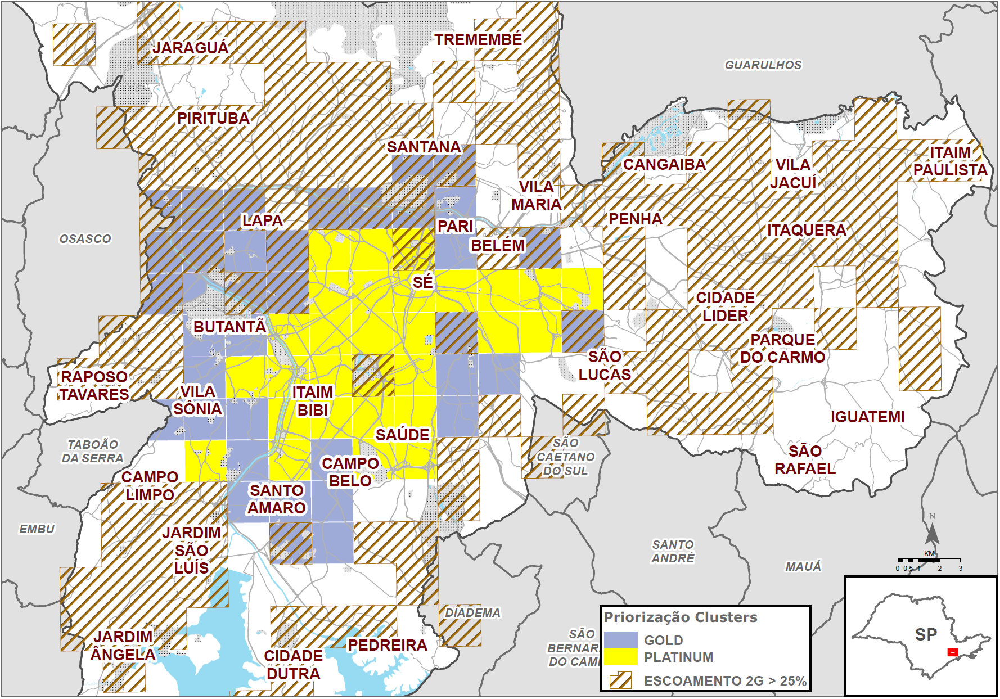 TREMEMBÉ
JARAGUÁ
GUARULHOS
PIRITUBA
SANTANA
CANGAIBA
VILA
JACUÍ
ITAIM
PAULISTA
VILA
MARIA
LAPA
PARI
PENHA
ITAQUERA
OSASCO
BELÉM
SÉ
CIDADE
LIDER
BUTANTÃ
PARQUE
DO CARMO
SÃO
LUCAS
RAPOSO
TAVARES
VILA
SÔNIA
ITAIM
BIBI
IGUATEMI
SAÚDE
TABOÃO
DA SERRA
SÃO
CAETANO
DO SUL
SÃO
RAFAEL
CAMPO
LIMPO
CAMPO
BELO
SANTO
AMARO
EMBU
JARDIM
SÃO
LUÍS
SANTO
ANDRÉ
MAUÁ
N
KM
0 0,5 1 2 3
DIADEMA
JARDIM
ÂNGELA
PEDREIRA
CIDADE
DUTRA
SÃO
BERNAR
DO CAM
Priorização Clusters
GOLD
PLATINUM
ESCOAMENTO 2G > 25%
SP